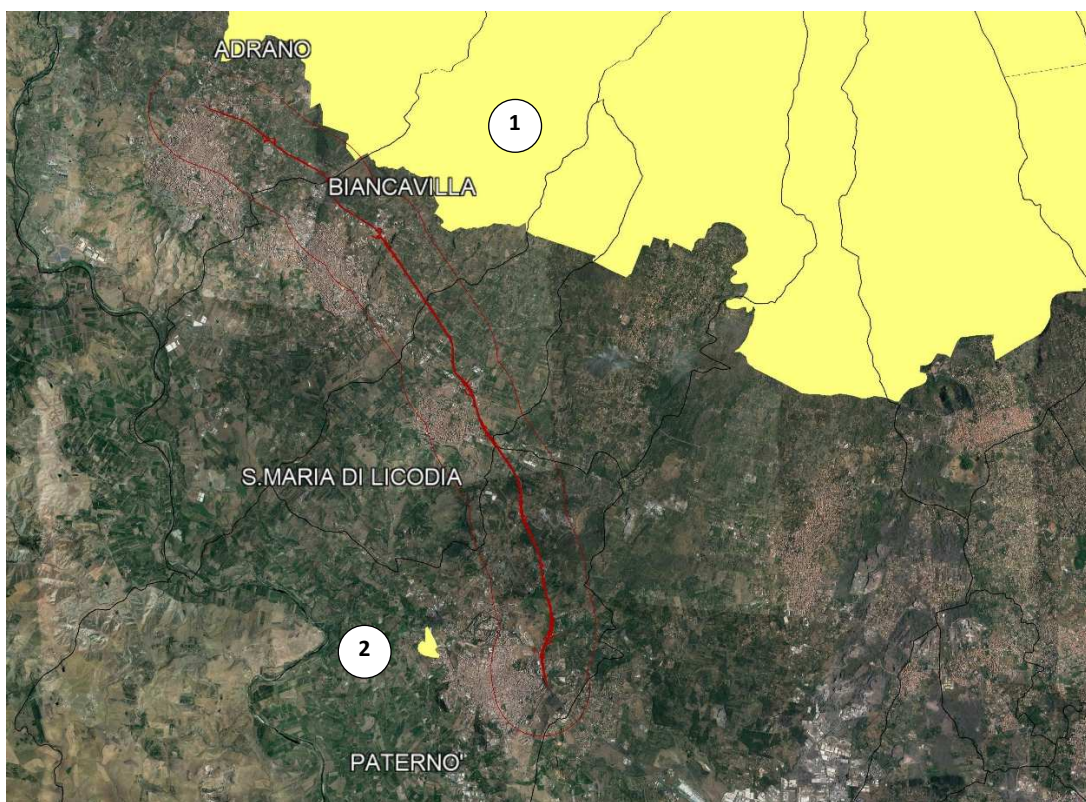 ADRANO
1
BIANCAVILLA
S.MARIA DI LICODIA
2
PATERNO'